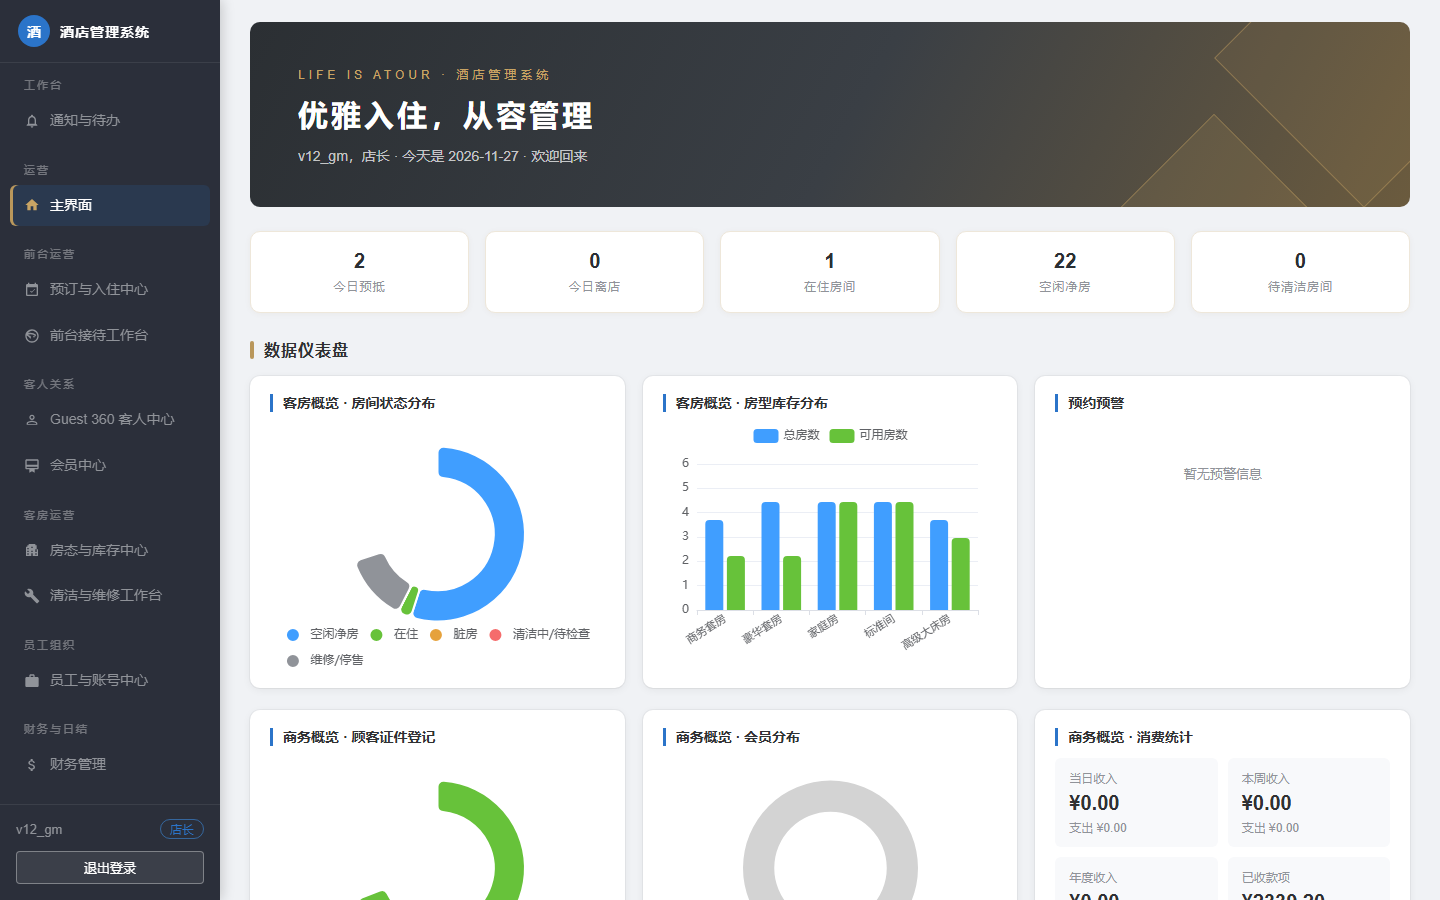 酒 酒店管理系统
工作台
通知与待办
运营
主界面
前台运营
预订与入住中心
前台接待工作台
客人关系
Guest 360 客人中心
会员中心
客房运营
房态与库存中心
清洁与维修工作台
员工组织
员工与账号中心
财务与日结
财务管理
v12_gm 店长
退出登录
LIFE IS ATOUR · 酒店管理系统
优雅入住，从容管理
v12_gm，店长 · 今天是 2026-11-27 · 欢迎回来
2
今日预抵
0
今日离店
1
在住房间
22
空闲净房
0
待清洁房间
数据仪表盘
客房概览 · 房间状态分布
空闲净房 在住 脏房 清洁中/待检查
维修/停售
客房概览 · 房型库存分布
总房数 可用房数
6
5
4
3
2
1
0
商务套房 豪华套房 家庭房 标准间 高级大床房
预约预警
暂无预警信息
商务概览 · 顾客证件登记
商务概览 · 会员分布
商务概览 · 消费统计
当日收入
¥0.00
支出 ¥0.00
本周收入
¥0.00
支出 ¥0.00
年度收入
¥0.00
已收款项
¥2339.20